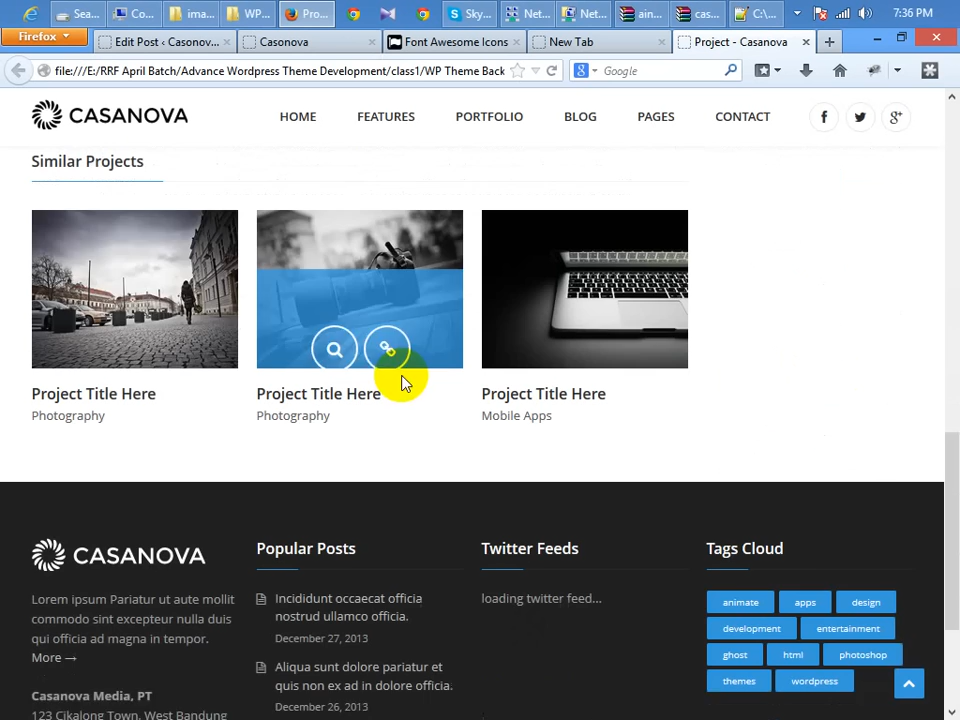 Sea...
Co...
ima...
WP...
Pro...
Sky...
Net...
Net...
ain...
cas...
C:\...
7:36 PM
Firefox
Edit Post ‹ Casonov...
Casonova
Font Awesome Icons
New Tab
Project - Casanova
file:///E:/RRF April Batch/Advance Wordpress Theme Development/class1/WP Theme Back
Google
CASANOVA
HOME
FEATURES
PORTFOLIO
BLOG
PAGES
CONTACT
Similar Projects
Project Title Here
Photography
Project Title Here
Photography
Project Title Here
Mobile Apps
CASANOVA
Lorem ipsum Pariatur ut aute mollit
commodo sint excepteur nulla duis
qui officia ad magna in tempor.
More →
Casanova Media, PT
123 Cikalong Town, West Bandung
Popular Posts
Incididunt occaecat officia
nostrud ullamco officia.
December 27, 2013
Aliqua sunt dolore pariatur et
quis non ex ad in dolore officia.
December 26, 2013
Twitter Feeds
loading twitter feed...
Tags Cloud
animate
apps
design
development
entertainment
ghost
html
photoshop
themes
wordpress